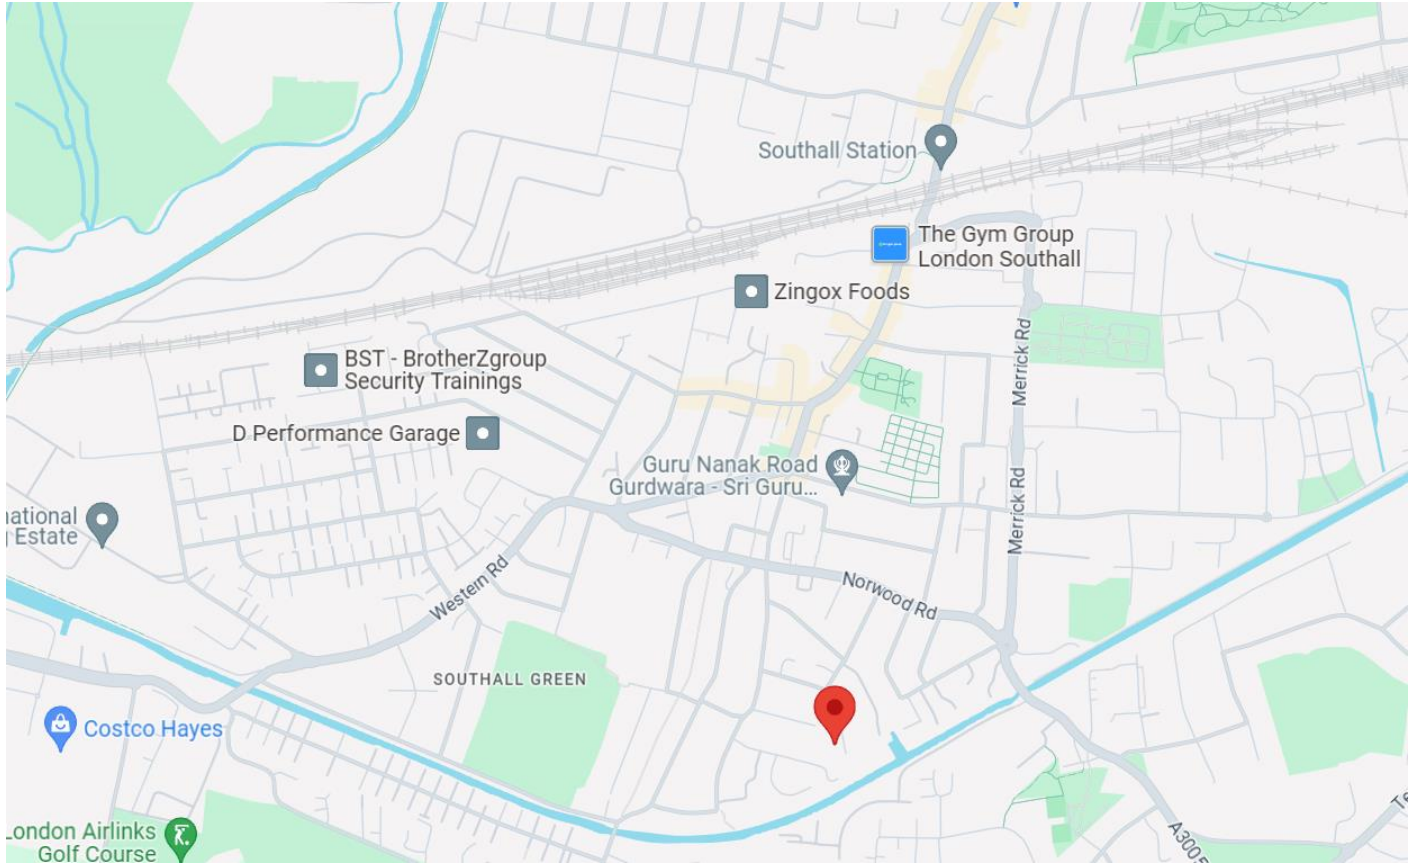 Southall Station
The Gym Group
London Southall
Zingox Foods
BST - BrotherZgroup
Security Trainings
Merrick Rd
D Performance Garage
Guru Nanak Road
Gurdwara - Sri Guru...
national
Estate
Merrick Rd
Western Rd
Norwood Rd
SOUTHALL GREEN
Costco Hayes
London Airlinks
Golf Course
A3005
Te